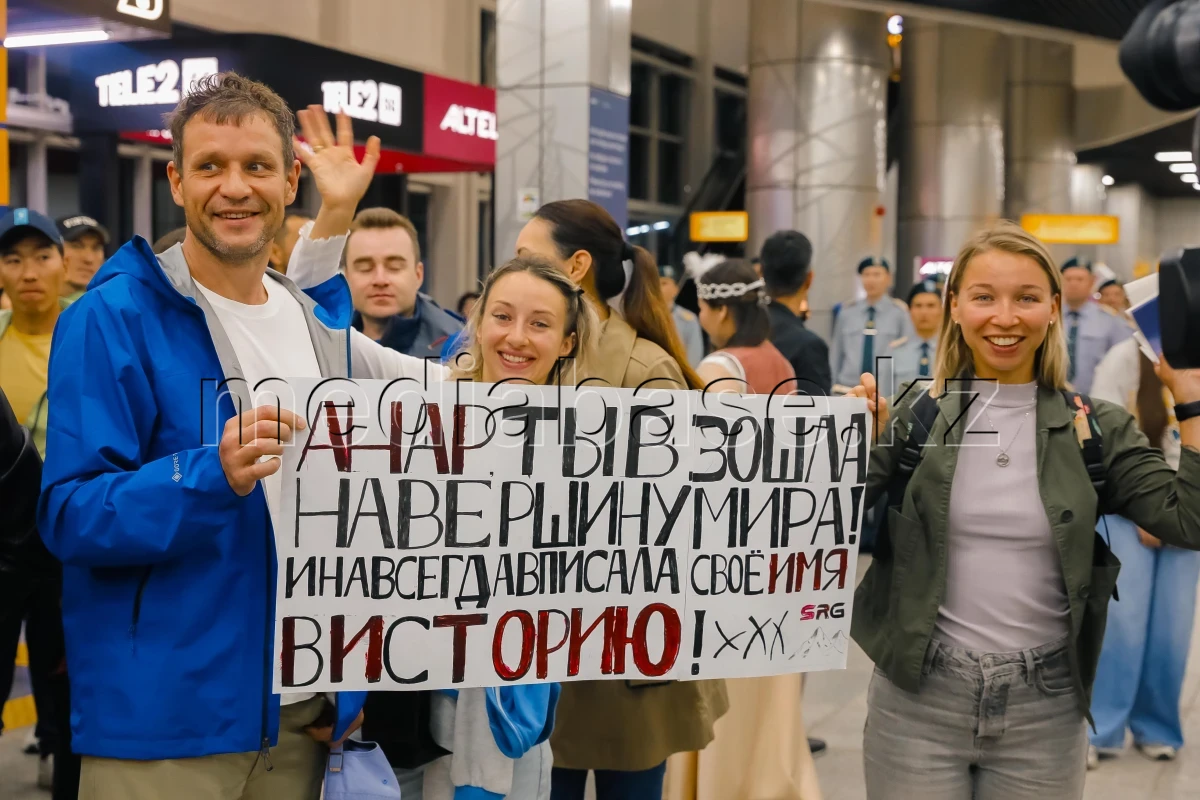 TELE2
TELE2
ALTEL
mediabase.kz
АНАР, ТЫ ВЗОШЛА
НА ВЕРШИНУ МИРА!
И НАВСЕГДА ВПИСАЛА СВОЁ ИМЯ
В ИСТОРИЮ! XXX
SRG